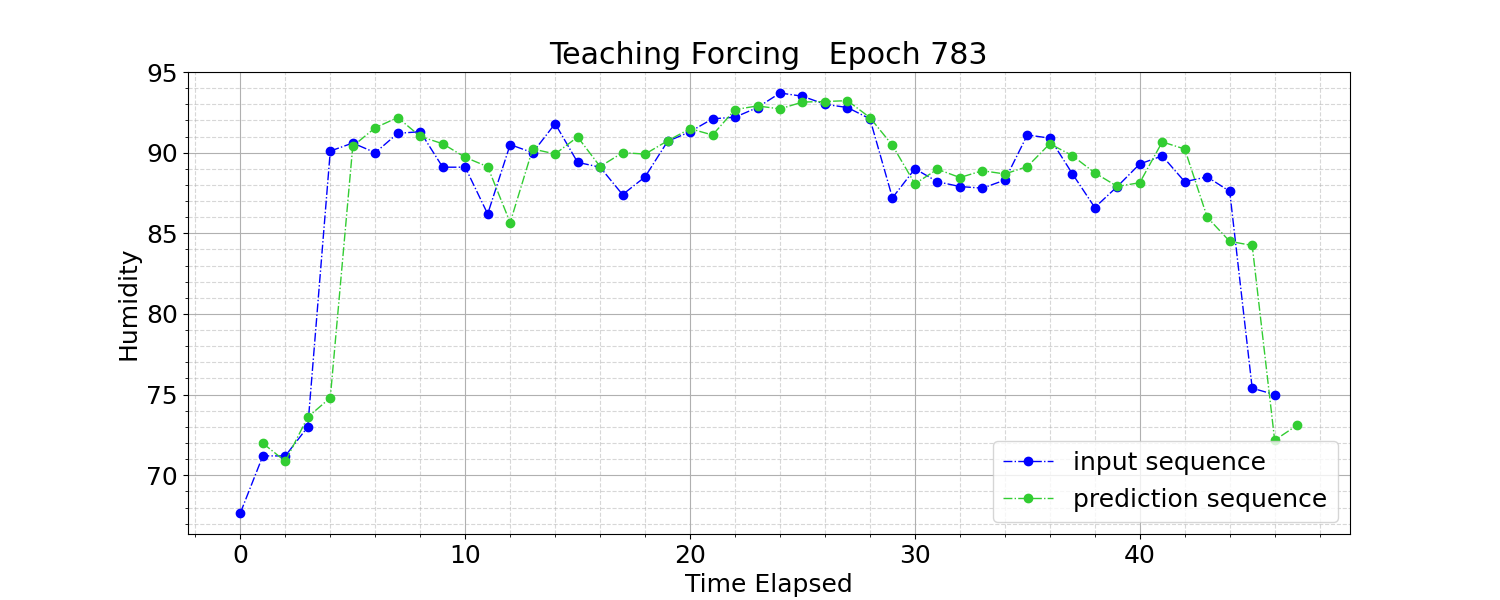 Teaching Forcing   Epoch 783
95
90
85
80
75
70
Humidity
0 10 20 30 40
Time Elapsed
input sequence
prediction sequence